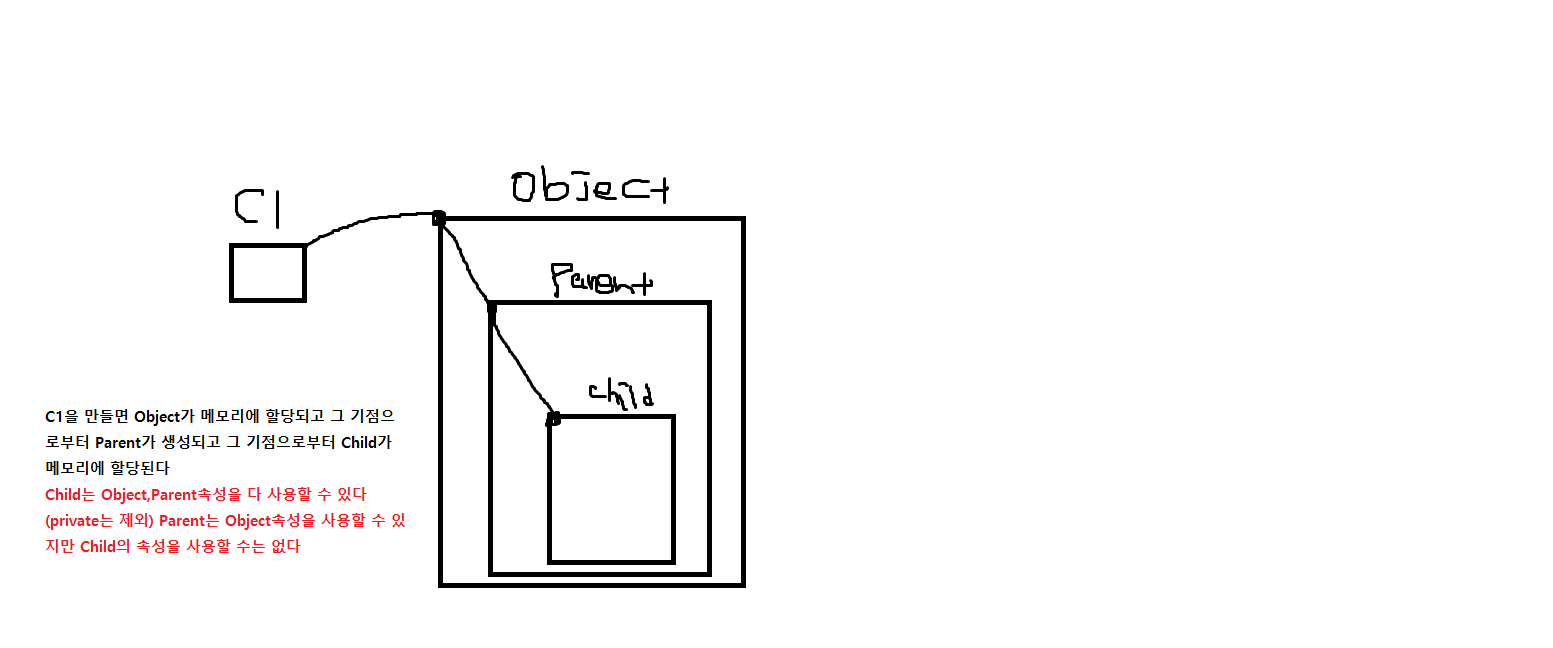 Object
C1
Parent
child
C1을 만들면 Object가 메모리에 할당되고 그 기점으
로부터 Parent가 생성되고 그 기점으로부터 Child가
메모리에 할당된다
Child는 Object,Parent속성을 다 사용할 수 있다
(private는 제외) Parent는 Object속성을 사용할 수 있
지만 Child의 속성을 사용할 수는 없다